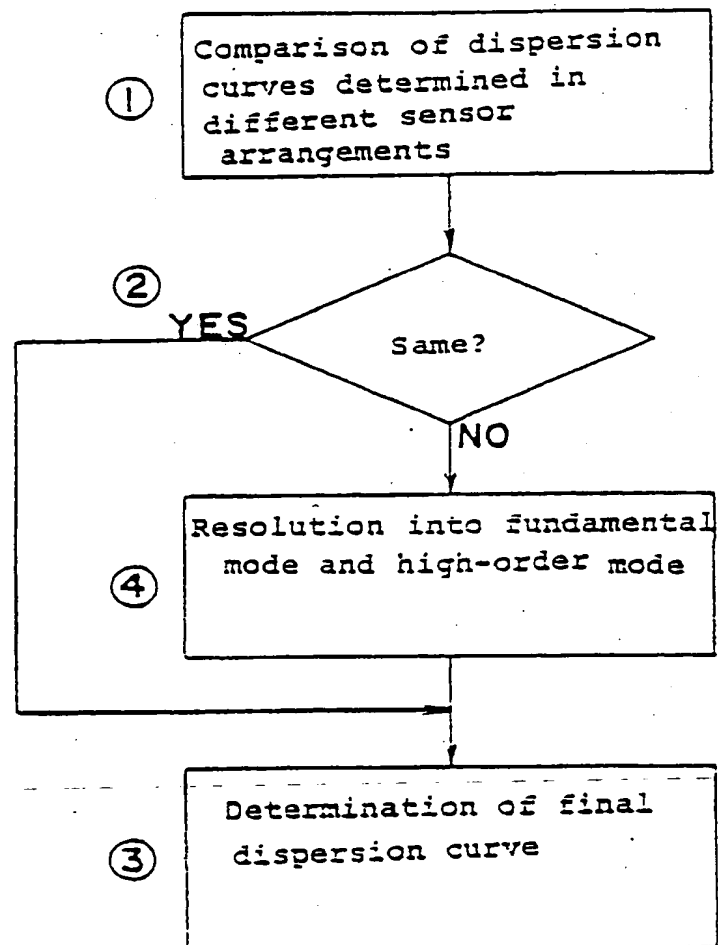 ①
Comparison of dispersion
curves determined in
different sensor
arrangements
②
YES
Same?
NO
④
Resolution into fundamental
mode and high-order mode
③
Determination of final
dispersion curve